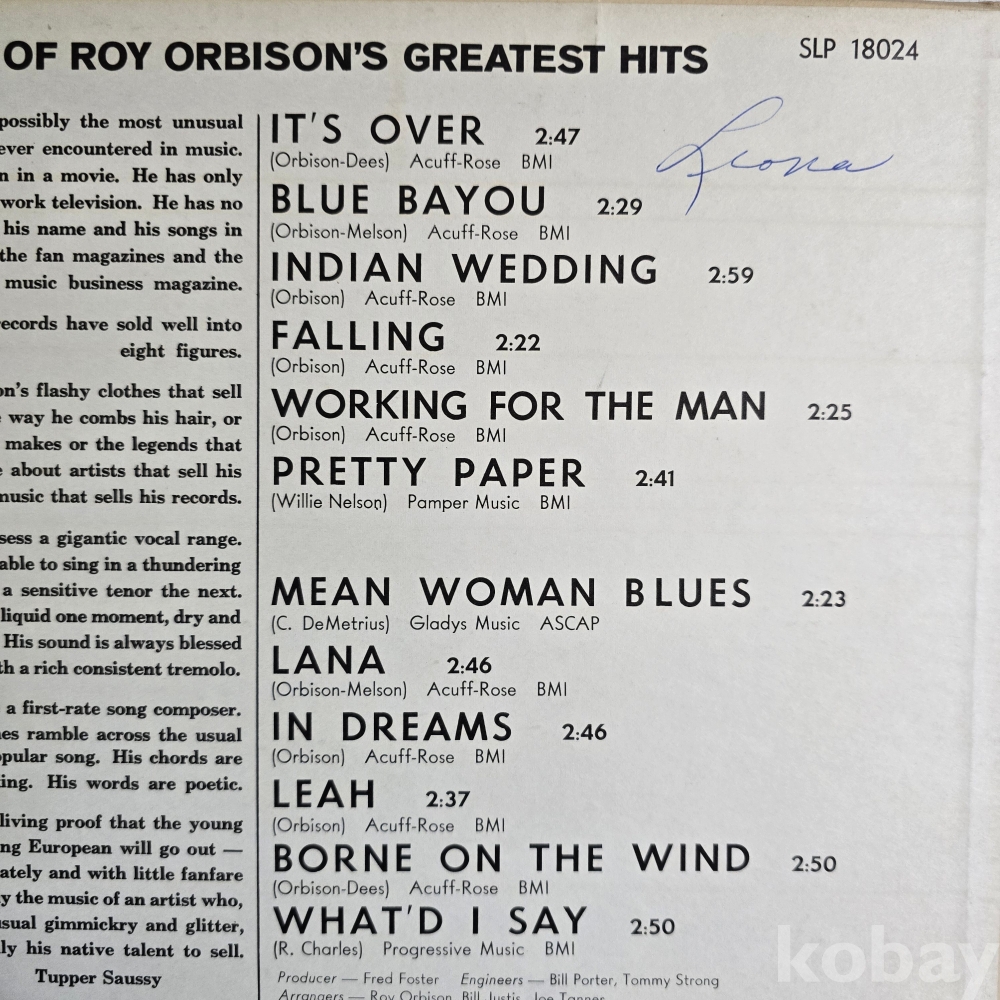 OF ROY ORBISON'S GREATEST HITS
SLP 18024
possibly the most unusual
ever encountered in music.
n in a movie. He has only
work television. He has no
his name and his songs in
the fan magazines and the
music business magazine.
records have sold well into
eight figures.
on's flashy clothes that sell
way he combs his hair, or
makes or the legends that
about artists that sell his
music that sells his records.
sess a gigantic vocal range.
able to sing in a thundering
a sensitive tenor the next.
liquid one moment, dry and
His sound is always blessed
th a rich consistent tremolo.
a first-rate song composer.
nes ramble across the usual
opular song. His chords are
ing. His words are poetic.
living proof that the young
ng European will go out —
ately and with little fanfare
y the music of an artist who,
usual gimmickry and glitter,
ly his native talent to sell.
Tupper Saussy
IT'S OVER 2:47
(Orbison-Dees) Acuff-Rose BMI
Liona
BLUE BAYOU 2:29
(Orbison-Melson) Acuff-Rose BMI
INDIAN WEDDING 2:59
(Orbison) Acuff-Rose BMI
FALLING 2:22
(Orbison) Acuff-Rose BMI
WORKING FOR THE MAN 2:25
(Orbison) Acuff-Rose BMI
PRETTY PAPER 2:41
(Willie Nelson) Pamper Music BMI
MEAN WOMAN BLUES 2:23
(C. DeMetrius) Gladys Music ASCAP
LANA 2:46
(Orbison-Melson) Acuff-Rose BMI
IN DREAMS 2:46
(Orbison) Acuff-Rose BMI
LEAH 2:37
(Orbison) Acuff-Rose BMI
BORNE ON THE WIND 2:50
(Orbison-Dees) Acuff-Rose BMI
WHAT'D I SAY 2:50
(R. Charles) Progressive Music BMI
Producer — Fred Foster Engineers — Bill Porter, Tommy Strong
Arrangers — Roy Orbison, Bill Justis, Joe Tanner
kobay